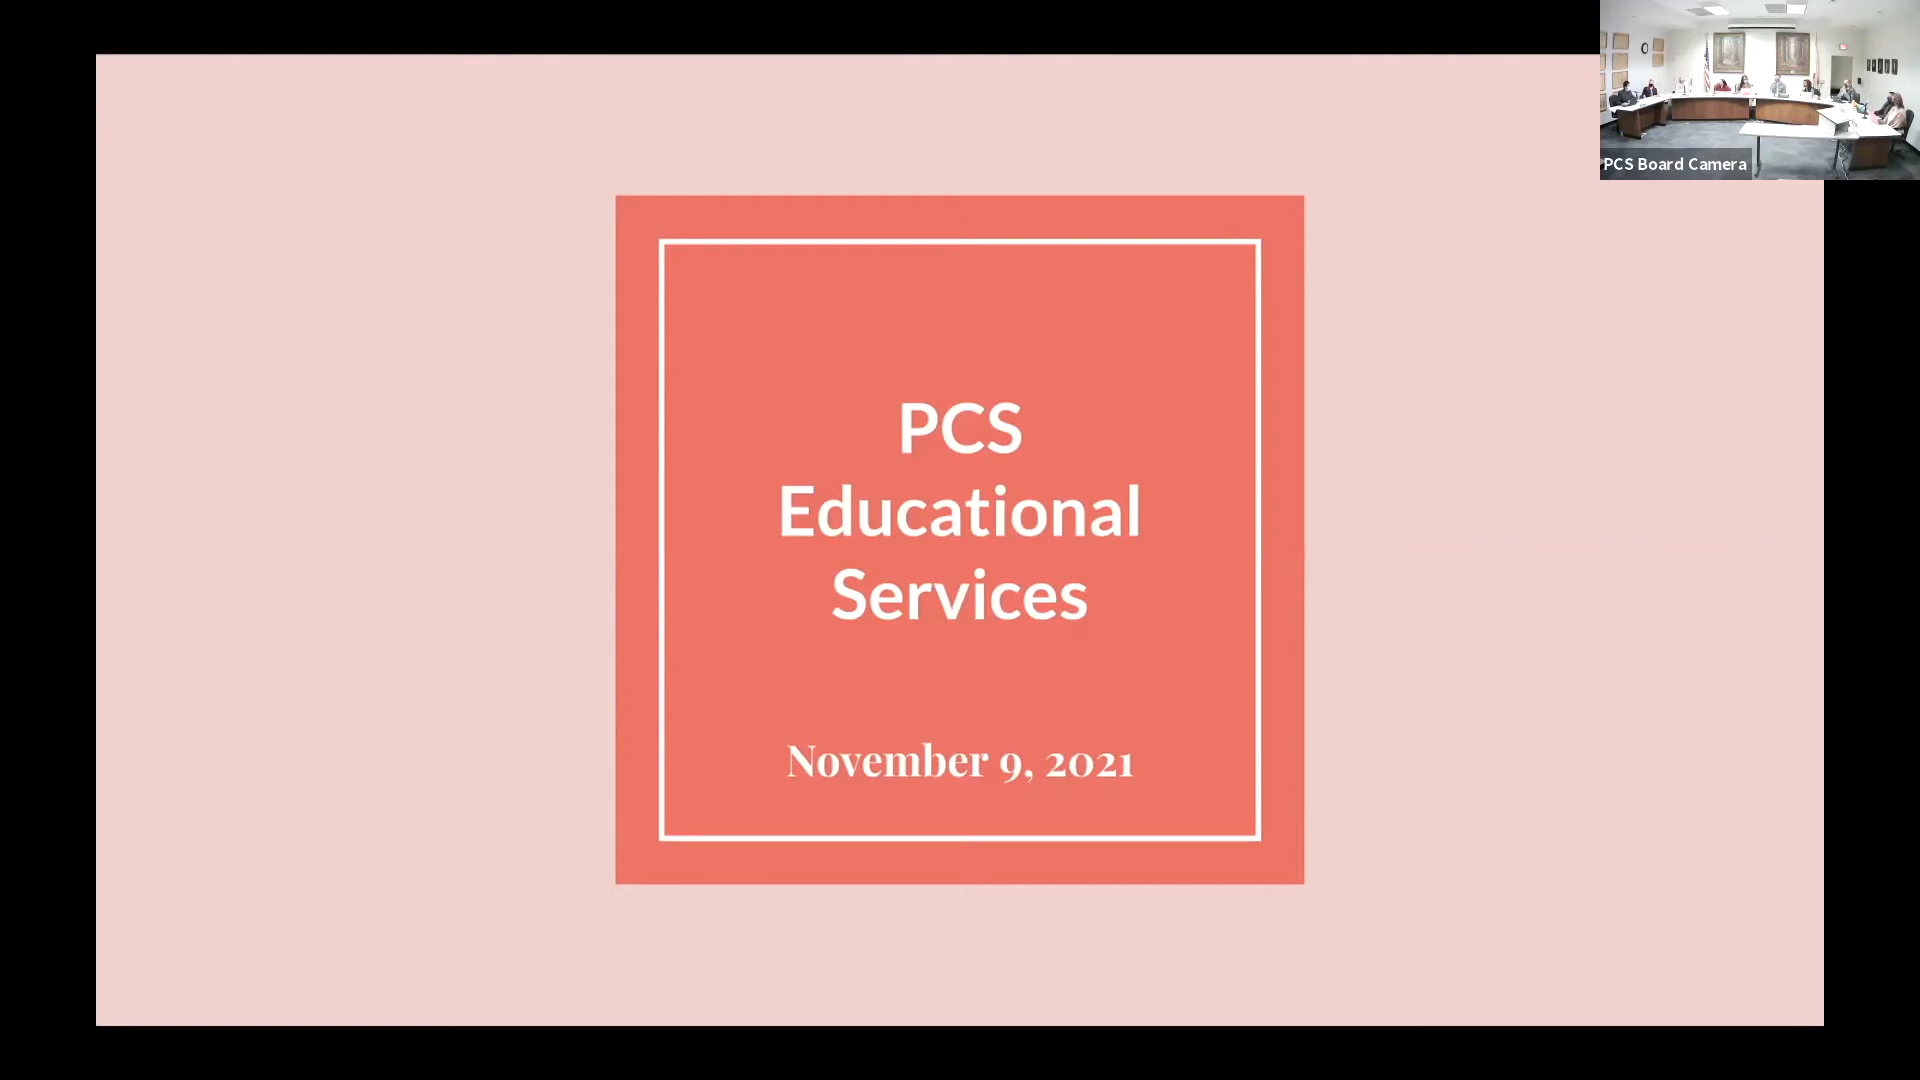 PCS
Educational
Services
November 9, 2021
PCS Board Camera